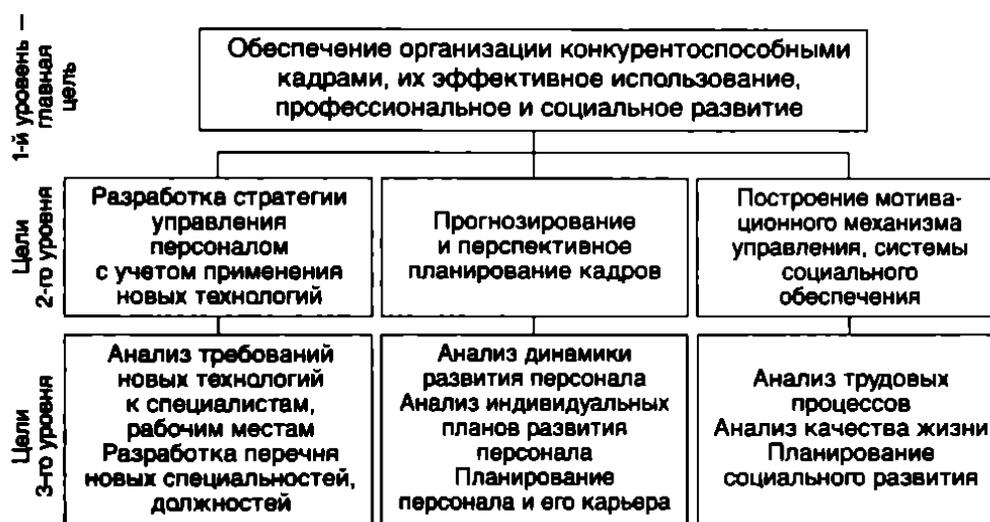 1-й уровень —
главная
цель
Обеспечение организации конкурентоспособными
кадрами, их эффективное использование,
профессиональное и социальное развитие
Цели
2-го уровня
Разработка стратегии
управления
персоналом
с учетом применения
новых технологий
Прогнозирование
и перспективное
планирование кадров
Построение мотива-
ционного механизма
управления, системы
социального
обеспечения
Цели
3-го уровня
Анализ требований
новых технологий
к специалистам,
рабочим местам
Разработка перечня
новых специальностей,
должностей
Анализ динамики
развития персонала
Анализ индивидуальных
планов развития
персонала
Планирование
персонала и его карьера
Анализ трудовых
процессов
Анализ качества жизни
Планирование
социального развития